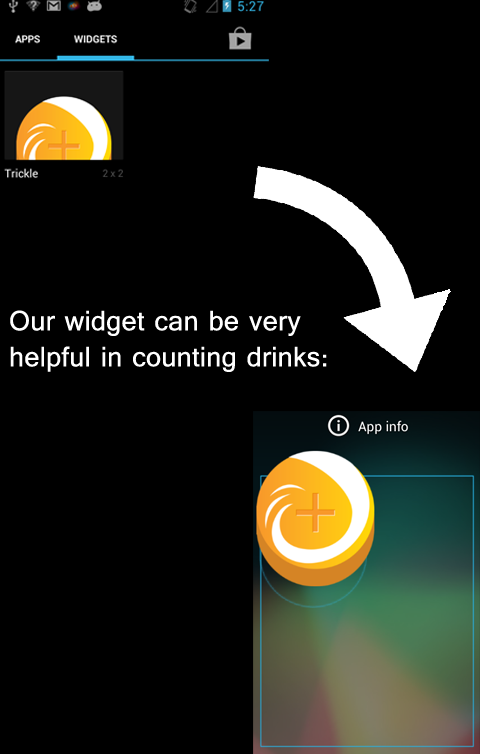 5:27
APPS WIDGETS
Trickle 2 x 2
Our widget can be very
helpful in counting drinks:
App info